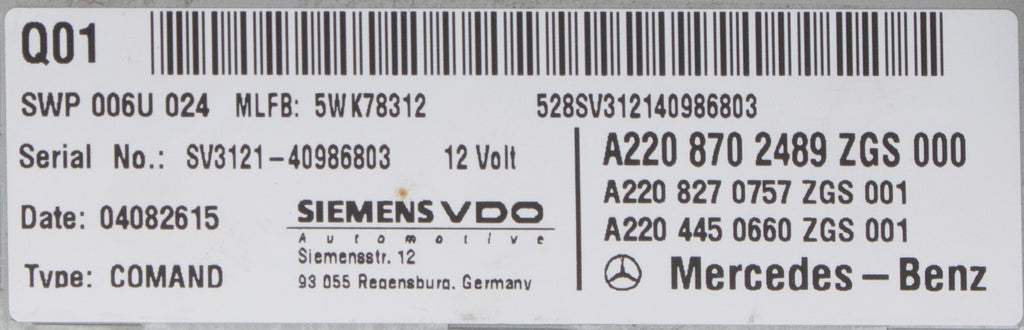 Q01
SWP 006U 024 MLFB: 5WK78312
528SV312140986803
Serial No.: SV3121-40986803 12 Volt
Date: 04082615
Type: COMAND
SIEMENS VDO
Automotive
Siemensstr. 12
93 055 Regensburg, Germany
A220 870 2489 ZGS 000
A220 827 0757 ZGS 001
A220 445 0660 ZGS 001
Mercedes-Benz